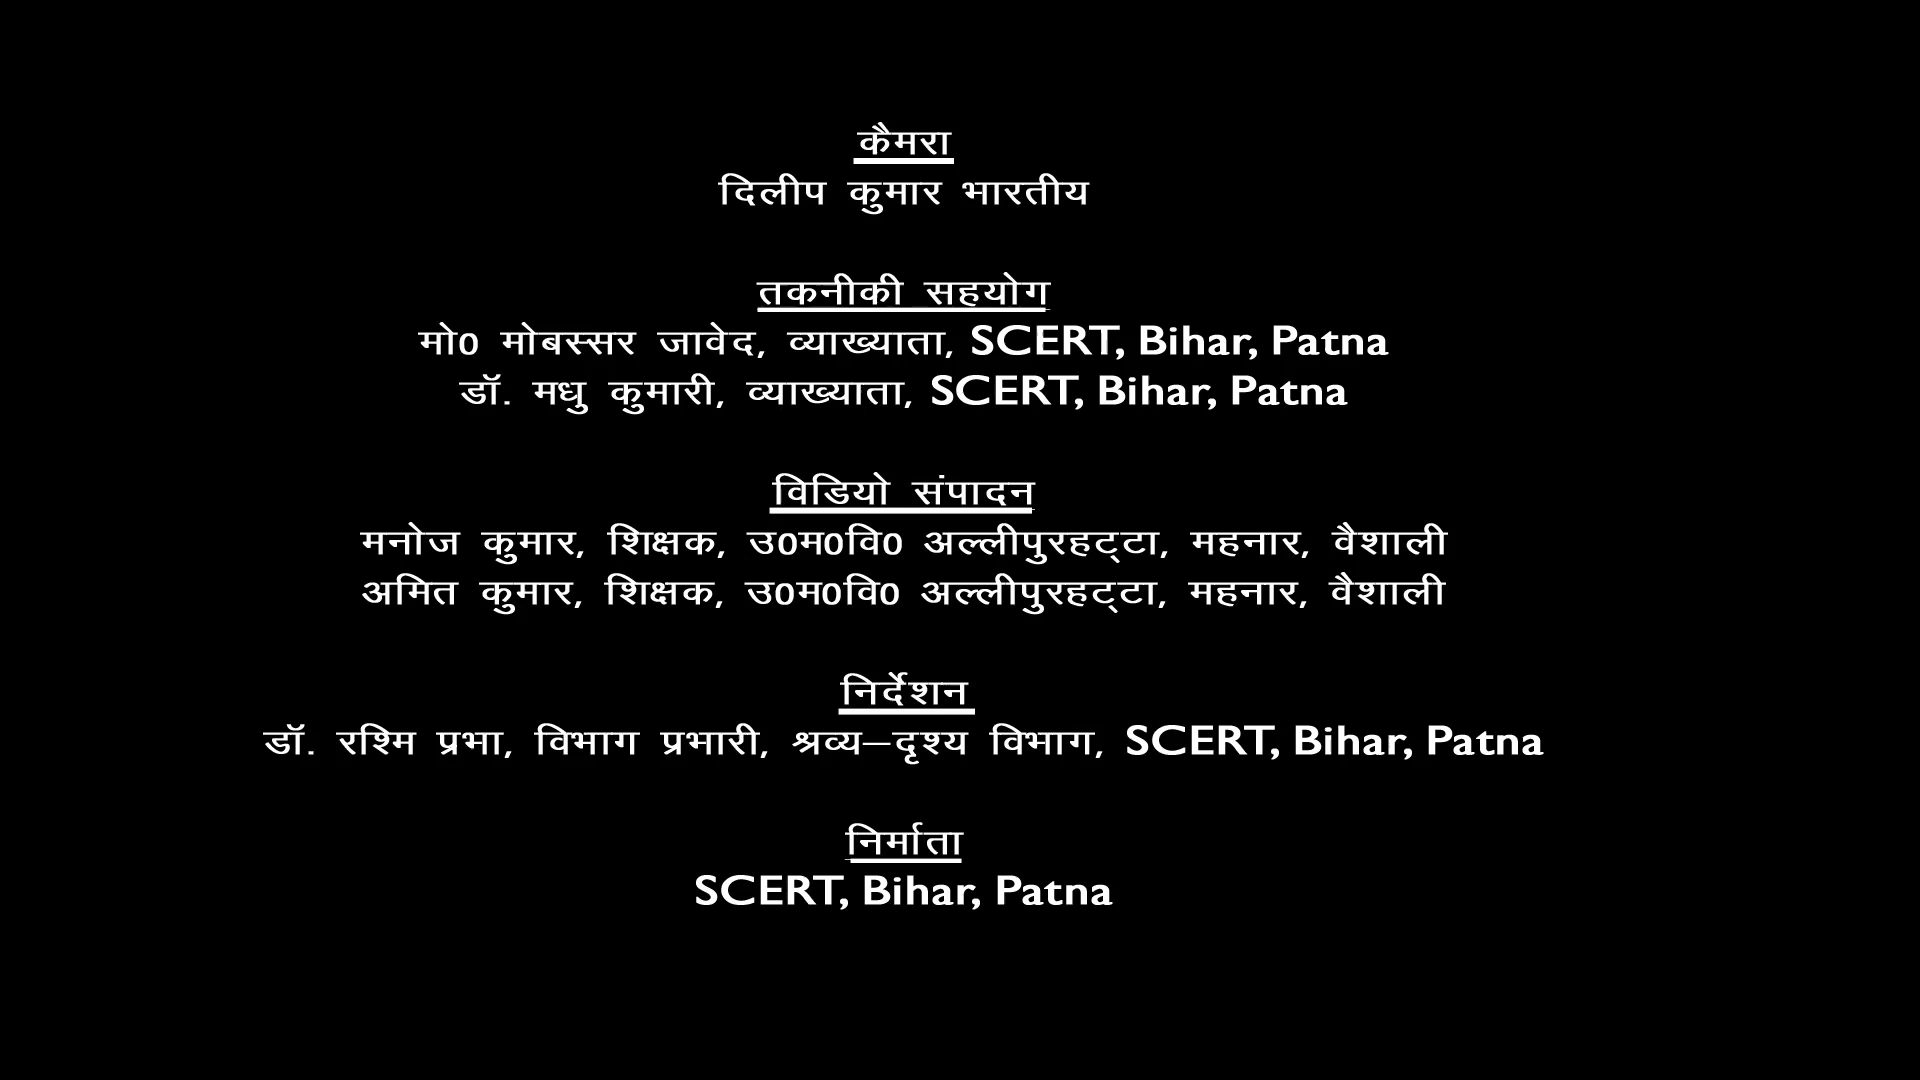 कैमरा
दिलीप कुमार भारतीय
तकनीकी सहयोग
मो0 मोबस्सर जावेद, व्याख्याता, SCERT, Bihar, Patna
डॉ. मधु कुमारी, व्याख्याता, SCERT, Bihar, Patna
विडियो संपादन
मनोज कुमार, शिक्षक, उ0म0वि0 अल्लीपुरहट्टा, महनार, वैशाली
अमित कुमार, शिक्षक, उ0म0वि0 अल्लीपुरहट्टा, महनार, वैशाली
निर्देशन
डॉ. रश्मि प्रभा, विभाग प्रभारी, श्रव्य–दृश्य विभाग, SCERT, Bihar, Patna
निर्माता
SCERT, Bihar, Patna